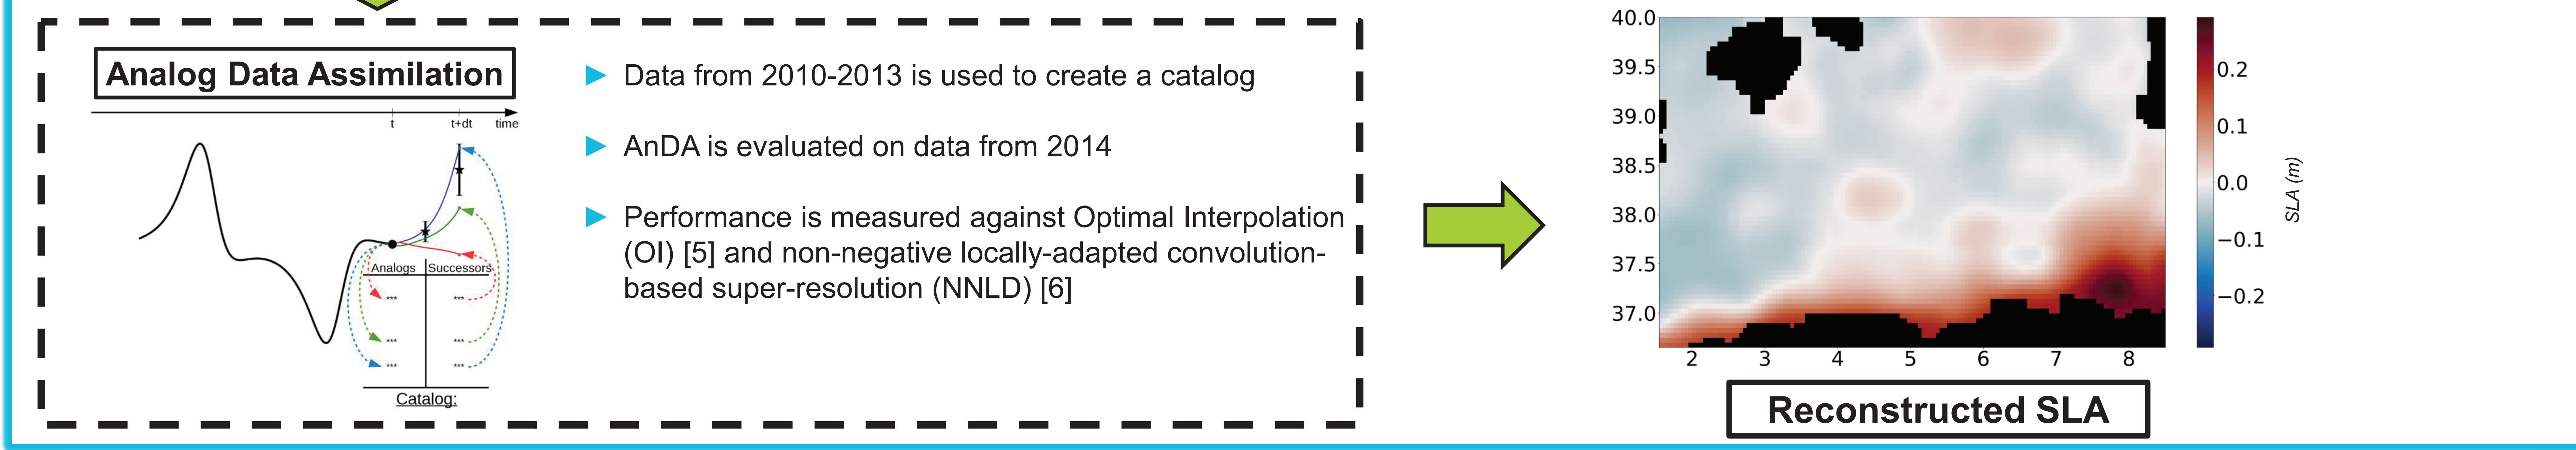 Analog Data Assimilation
t
t+dt
time
Analogs
Successors
***
***
***
***
***
***
Catalog:
Data from 2010-2013 is used to create a catalog
AnDA is evaluated on data from 2014
Performance is measured against Optimal Interpolation
(OI) [5] and non-negative locally-adapted convolution-
based super-resolution (NNLD) [6]
40.0
39.5
39.0
38.5
38.0
37.5
37.0
2 3 4 5 6 7 8
0.2
0.1
0.0
−0.1
−0.2
SLA (m)
Reconstructed SLA